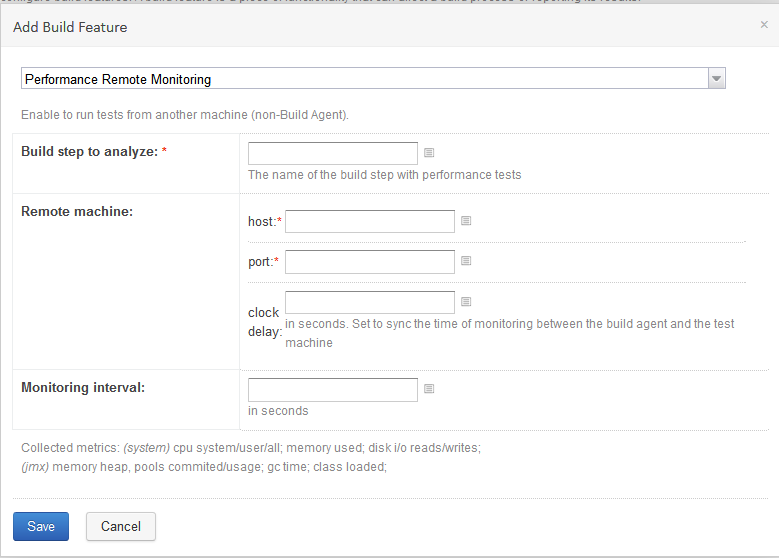 Add Build Feature
×
Performance Remote Monitoring
Enable to run tests from another machine (non-Build Agent).
Build step to analyze: *
The name of the build step with performance tests
Remote machine:
host:*
port:*
clock
delay:
in seconds. Set to sync the time of monitoring between the build agent and the test
machine
Monitoring interval:
in seconds
Collected metrics: (system) cpu system/user/all; memory used; disk i/o reads/writes;
(jmx) memory heap, pools commited/usage; gc time; class loaded;
Save
Cancel